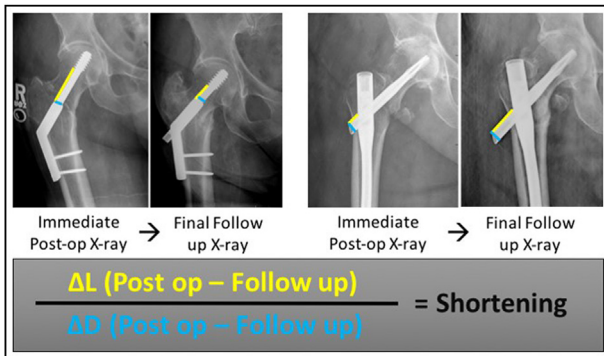 R
Immediate
Post-op X-ray
→
Final Follow
up X-ray
Immediate
Post-op X-ray
→
Final Follow
up X-ray
ΔL (Post op – Follow up)
ΔD (Post op – Follow up)
= Shortening